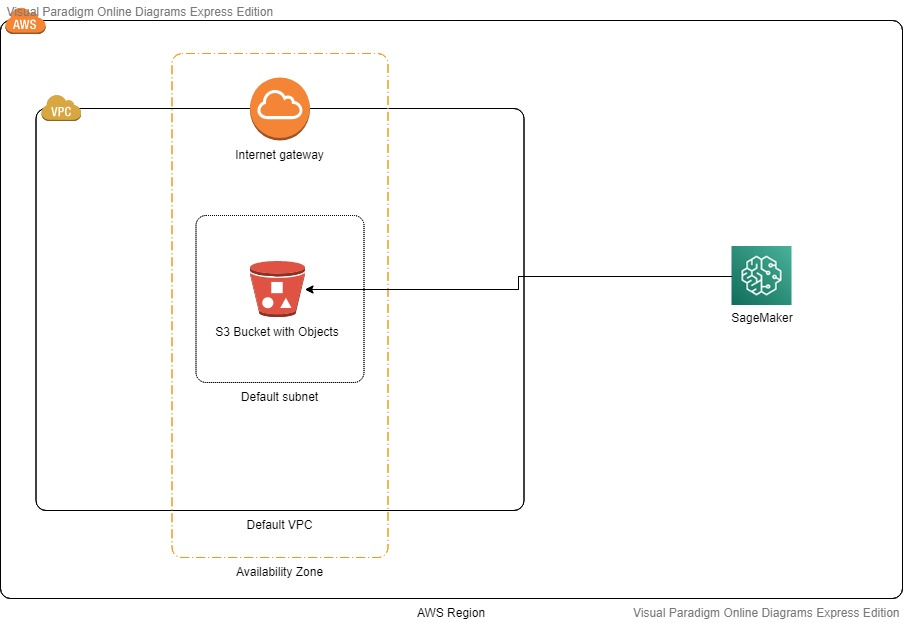 Visual Paradigm Online Diagrams Express Edition
AWS
VPC
Internet gateway
S3 Bucket with Objects
SageMaker
Default subnet
Default VPC
Availability Zone
AWS Region
Visual Paradigm Online Diagrams Express Edition